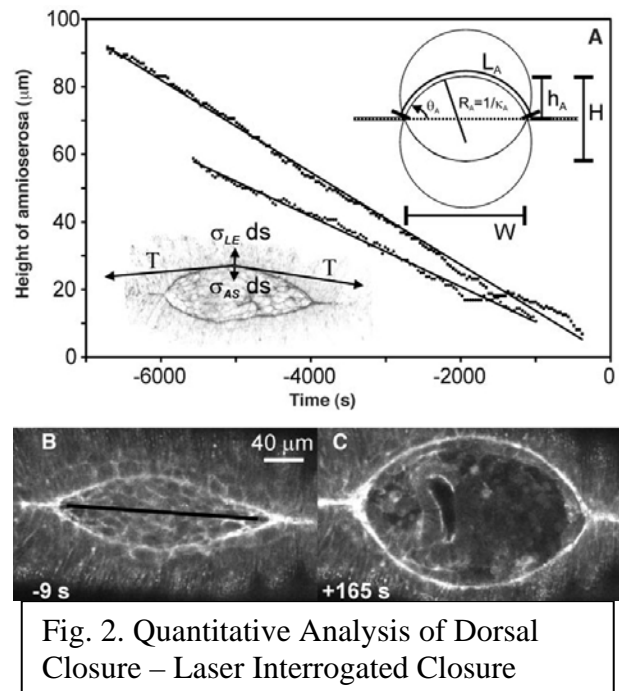 100
80
60
40
20
0
Height of amnioserosa (μm)
-6000
-4000
-2000
0
Time (s)
A
L_A
θ_A
R_A=1/κ_A
h_A
H
W
σ_LE ds
T
T
σ_AS ds
B
40 μm
-9 s
C
+165 s
Fig. 2. Quantitative Analysis of Dorsal
Closure – Laser Interrogated Closure